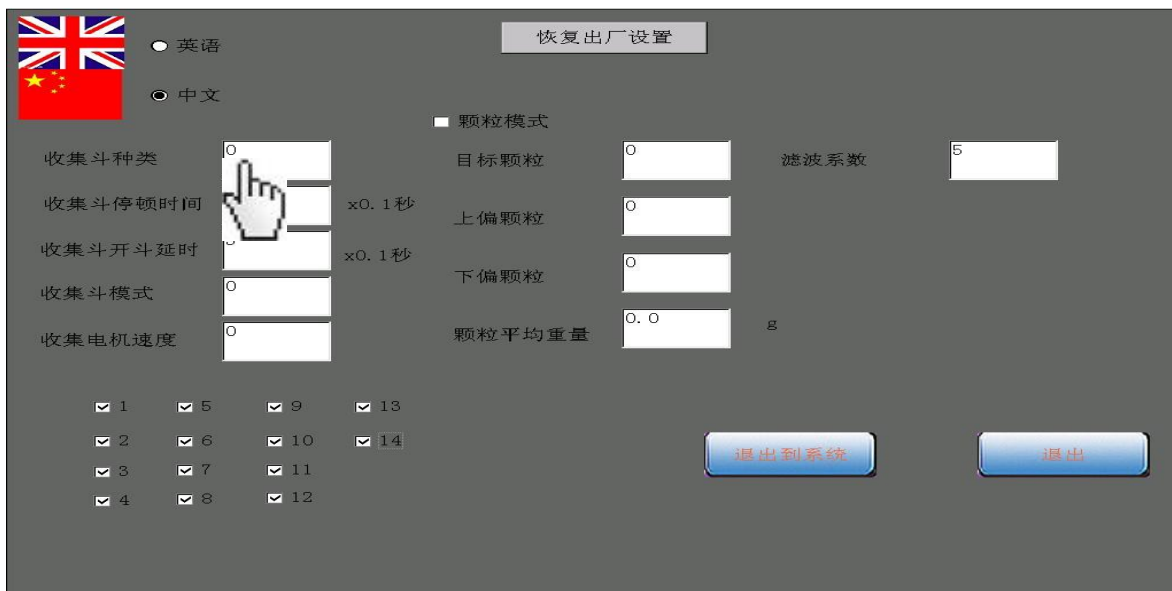 英语
恢复出厂设置
中文
颗粒模式
收集斗种类 0
目标颗粒 0
滤波系数 5
收集斗停顿时间 x0.1秒
上偏颗粒 0
收集斗开斗延时 x0.1秒
下偏颗粒 0
收集斗模式 0
颗粒平均重量 0.0 g
收集电机速度 0
1 5 9 13
2 6 10 14
3 7 11
4 8 12
退出到系统 退出